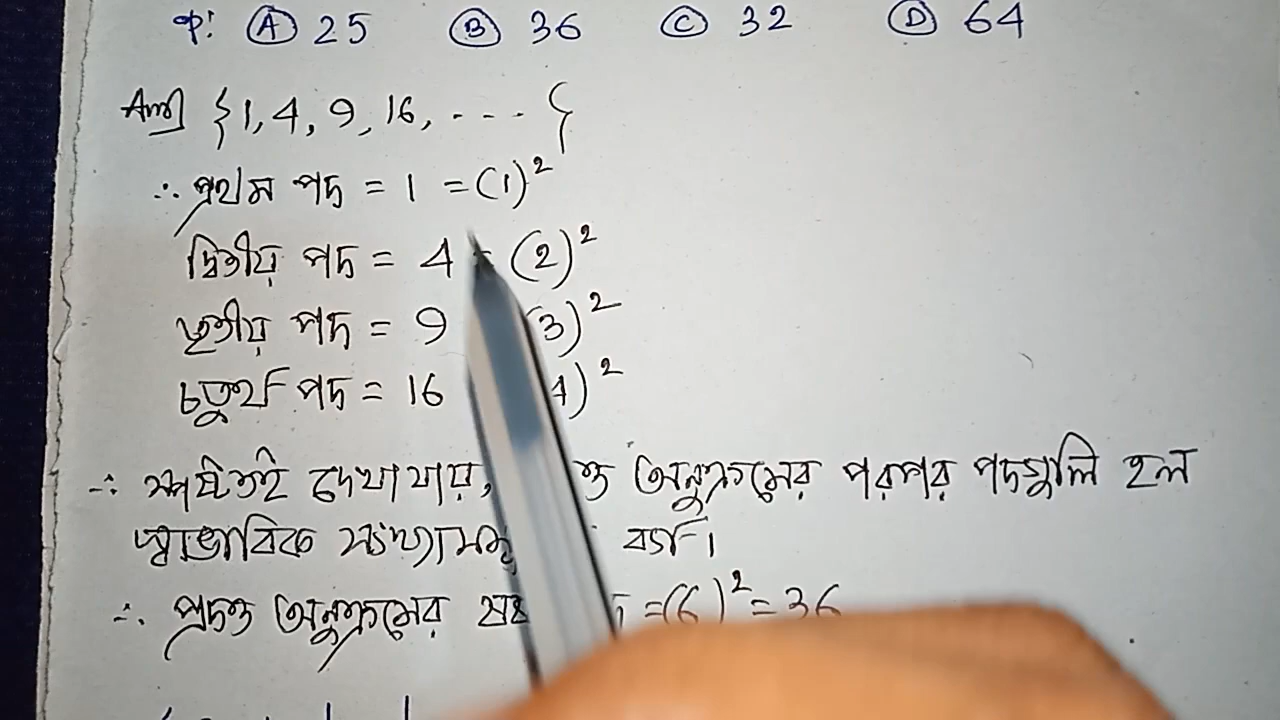 Ⓐ 25 Ⓑ 36 Ⓒ 32 Ⓓ 64
Ans] {1, 4, 9, 16, - - - - {
∴ প্রথম পদ = 1 = (1)²
দ্বিতীয় পদ = 4 = (2)²
তৃতীয় পদ = 9 (3)²
চতুর্থ পদ = 16 4)²
∴ স্পষ্টতই দেখা যায়, অনুক্রমের পরপর পদগুলি হল
স্বাভাবিক বর্গ।
∴ প্রদত্ত অনুক্রমের = (6)² = 36